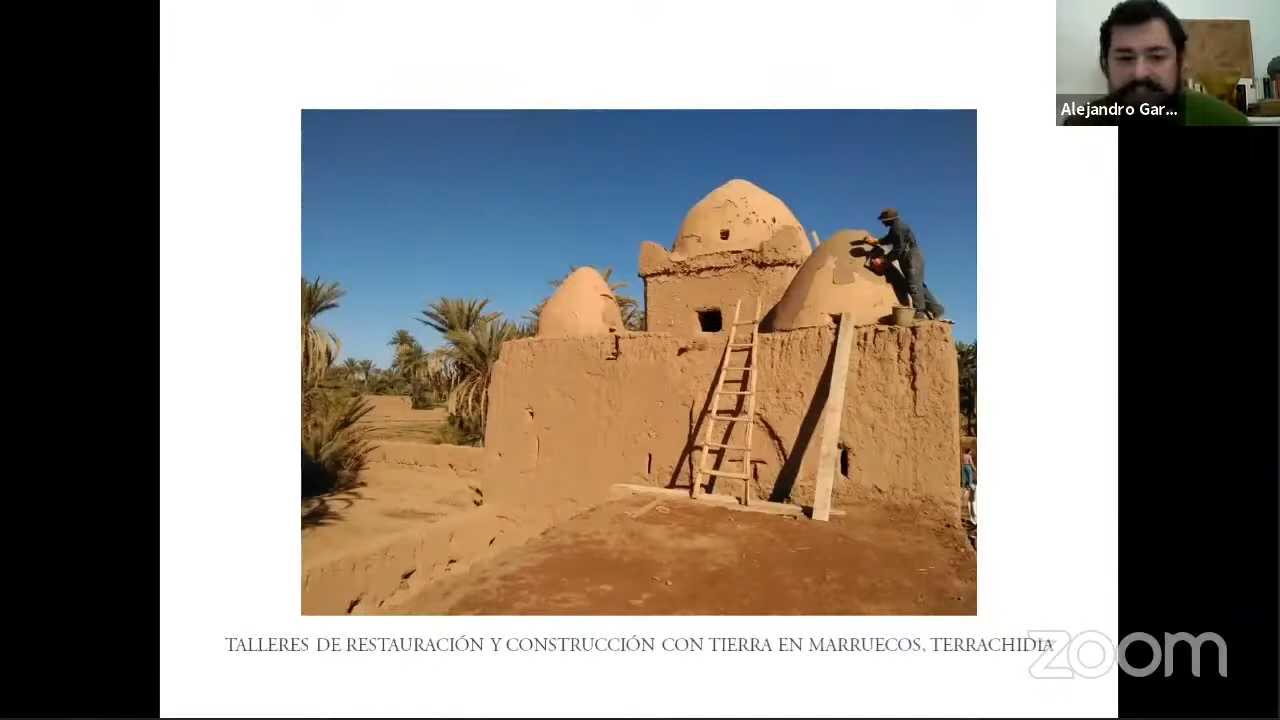 Alejandro Gar...
TALLERES DE RESTAURACIÓN Y CONSTRUCCIÓN CON TIERRA EN MARRUECOS, TERRACHIDIA
zoom